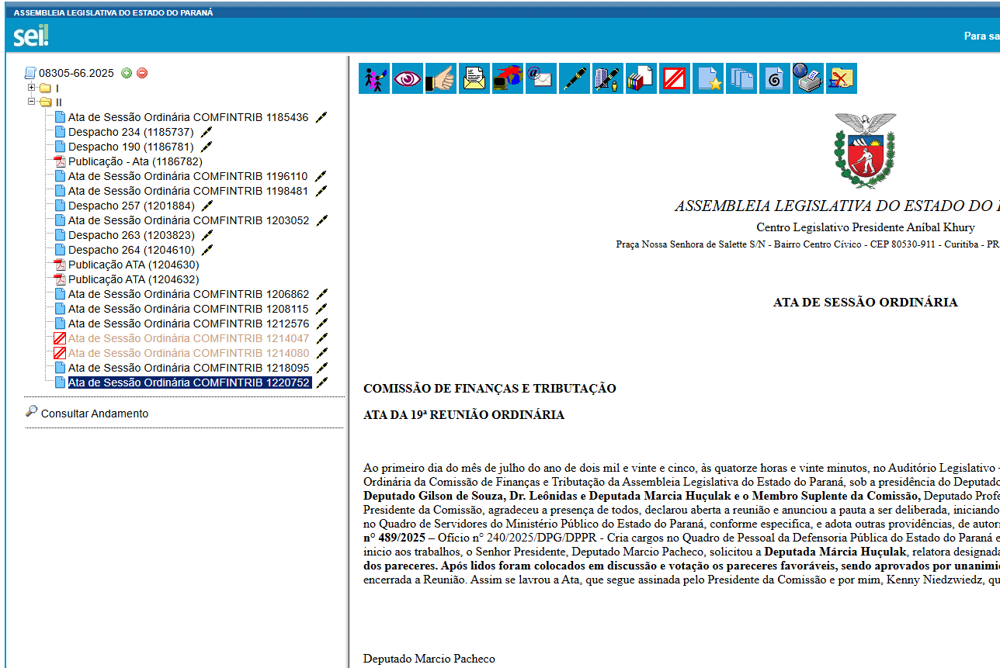 ASSEMBLEIA LEGISLATIVA DO ESTADO DO PARANÁ
sei!
Para sa
08305-66.2025
I
II
Ata de Sessão Ordinária COMFINTRIB 1185436
Despacho 234 (1185737)
Despacho 190 (1186781)
Publicação - Ata (1186782)
Ata de Sessão Ordinária COMFINTRIB 1196110
Ata de Sessão Ordinária COMFINTRIB 1198481
Despacho 257 (1201884)
Ata de Sessão Ordinária COMFINTRIB 1203052
Despacho 263 (1203823)
Despacho 264 (1204610)
Publicação ATA (1204630)
Publicação ATA (1204632)
Ata de Sessão Ordinária COMFINTRIB 1206862
Ata de Sessão Ordinária COMFINTRIB 1208115
Ata de Sessão Ordinária COMFINTRIB 1212576
Ata de Sessão Ordinária COMFINTRIB 1214047
Ata de Sessão Ordinária COMFINTRIB 1214080
Ata de Sessão Ordinária COMFINTRIB 1218095
Ata de Sessão Ordinária COMFINTRIB 1220752
Consultar Andamento
ASSEMBLEIA LEGISLATIVA DO ESTADO DO
Centro Legislativo Presidente Aníbal Khury
Praça Nossa Senhora de Salette S/N - Bairro Centro Cívico - CEP 80530-911 - Curitiba - PR
ATA DE SESSÃO ORDINÁRIA
COMISSÃO DE FINANÇAS E TRIBUTAÇÃO
ATA DA 19ª REUNIÃO ORDINÁRIA
Ao primeiro dia do mês de julho do ano de dois mil e vinte e cinco, às quatorze horas e vinte minutos, no Auditório Legislativo -
Ordinária da Comissão de Finanças e Tributação da Assembleia Legislativa do Estado do Paraná, sob a presidência do Deputado
Deputado Gilson de Souza, Dr. Leônidas e Deputada Marcia Huçulak e o Membro Suplente da Comissão, Deputado Profe
Presidente da Comissão, agradeceu a presença de todos, declarou aberta a reunião e anunciou a pauta a ser deliberada, iniciando
no Quadro de Servidores do Ministério Público do Estado do Paraná, conforme especifica, e adota outras providências, de autori
n° 489/2025 – Ofício n° 240/2025/DPG/DPPR - Cria cargos no Quadro de Pessoal da Defensoria Pública do Estado do Paraná e
inicio aos trabalhos, o Senhor Presidente, Deputado Marcio Pacheco, solicitou a Deputada Márcia Huçulak, relatora designada
dos pareceres. Após lidos foram colocados em discussão e votação os pareceres favoráveis, sendo aprovados por unanimid
encerrada a Reunião. Assim se lavrou a Ata, que segue assinada pelo Presidente da Comissão e por mim, Kenny Niedzwiedz, qu
Deputado Marcio Pacheco